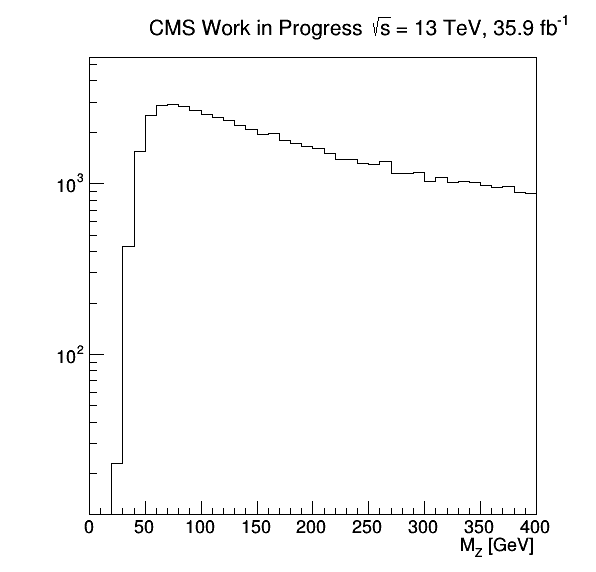 CMS Work in Progress √s = 13 TeV, 35.9 fb⁻¹
10³
10²
0 50 100 150 200 250 300 350 400
M_Z [GeV]